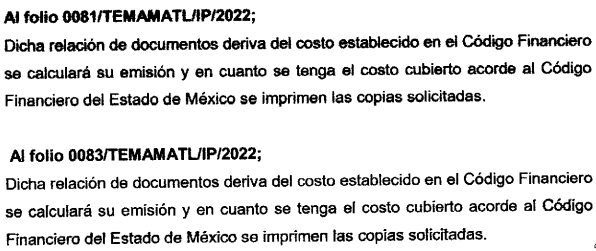 Al folio 0081/TEMAMATL/IP/2022;
Dicha relación de documentos deriva del costo establecido en el Código Financiero
se calculará su emisión y en cuanto se tenga el costo cubierto acorde al Código
Financiero del Estado de México se imprimen las copias solicitadas.
Al folio 0083/TEMAMATL/IP/2022;
Dicha relación de documentos deriva del costo establecido en el Código Financiero
se calculará su emisión y en cuanto se tenga el costo cubierto acorde al Código
Financiero del Estado de México se imprimen las copias solicitadas.